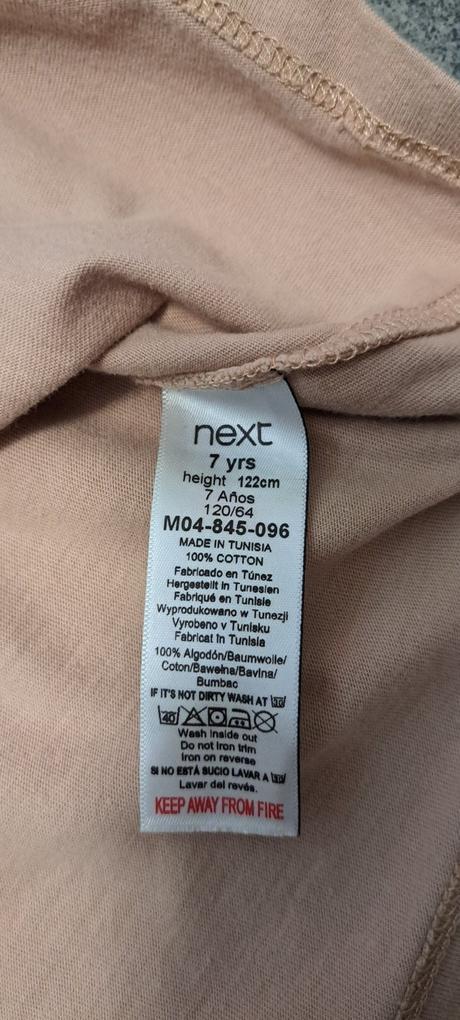 next
7 yrs
height 122cm
7 Años
120/64
M04-845-096
MADE IN TUNISIA
100% COTTON
Fabricado en Túnez
Hergestellt in Tunesien
Fabriqué en Tunisie
Wyprodukowano w Tunezji
Vyrobeno v Tunisku
Fabricat în Tunisia
100% Algodón/Baumwolle/
Coton/Bawełna/Bavlna/
Bumbac
IF IT'S NOT DIRTY WASH AT 30
40
Wash inside out
Do not iron trim
Iron on reverse
SI NO ESTÁ SUCIO LAVAR A 30
Lavar del revés.
KEEP AWAY FROM FIRE